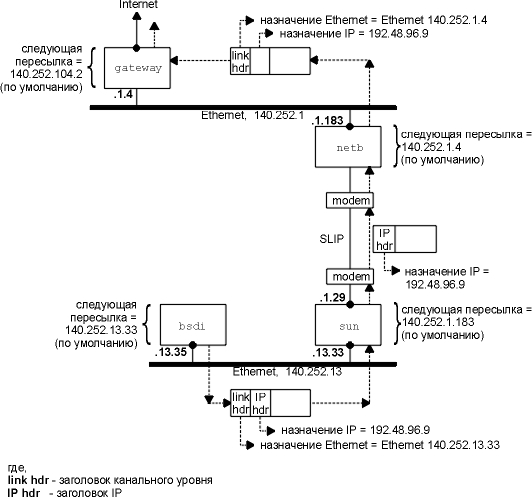 Internet
назначение Ethernet = Ethernet 140.252.1.4
назначение IP = 192.48.96.9
следующая
пересылка =
140.252.104.2
(по умолчанию)
gateway
link
hdr
.1.4
Ethernet, 140.252.1
.1.183
netb
следующая пересылка =
140.252.1.4
(по умолчанию)
modem
SLIP
IP
hdr
назначение IP =
192.48.96.9
modem
.1.29
следующая
пересылка =
140.252.13.33
(по умолчанию)
bsdi
sun
следующая пересылка =
140.252.1.183
(по умолчанию)
.13.35
.13.33
Ethernet, 140.252.13
link IP
hdr hdr
назначение IP = 192.48.96.9
назначение Ethernet = Ethernet 140.252.13.33
где,
link hdr - заголовок канального уровня
IP hdr - заголовок IP